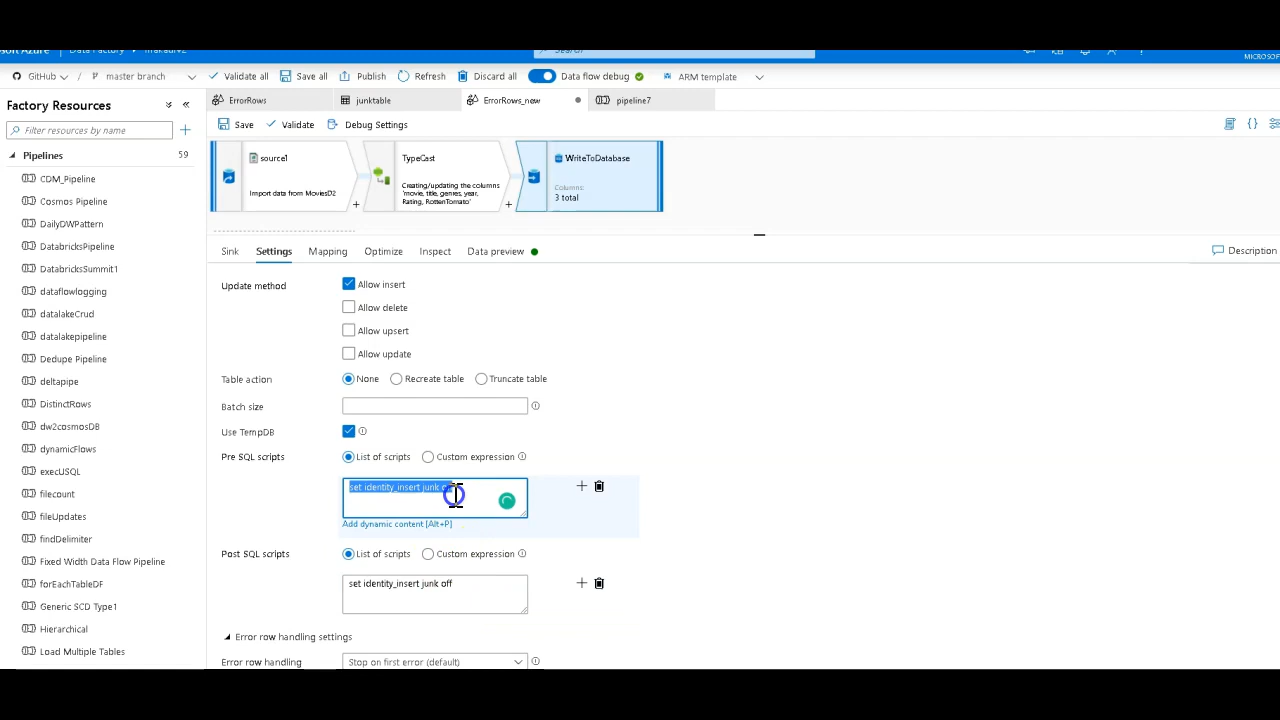 Data Factory
Search
MICROSOF
GitHub
/
master branch
Validate all
Save all
Publish
Refresh
Discard all
Data flow debug
ARM template
Factory Resources
ErrorRows
junktable
ErrorRows_new
pipeline7
Filter resources by name
Save
Validate
Debug Settings
Pipelines
59
CDM_Pipeline
Cosmos Pipeline
DailyDWPattern
DatabricksPipeline
DatabricksSummit1
dataflowlogging
datalakeCrud
datalakepipeline
Dedupe Pipeline
deltapipe
DistinctRows
dw2cosmosDB
dynamicFlows
execUSQL
filecount
fileUpdates
findDelimiter
Fixed Width Data Flow Pipeline
forEachTableDF
Generic SCD Type1
Hierarchical
Load Multiple Tables
source1
Import data from MoviesD2
TypeCast
Creating/updating the columns
'movie, title, genres, year,
Rating, RottenTomato'
WriteToDatabase
Columns:
3 total
Sink
Settings
Mapping
Optimize
Inspect
Data preview
Description
Update method
Allow insert
Allow delete
Allow upsert
Allow update
Table action
None
Recreate table
Truncate table
Batch size
Use TempDB
Pre SQL scripts
List of scripts
Custom expression
set identity_insert junk
Add dynamic content [Alt+P]
Post SQL scripts
List of scripts
Custom expression
set identity_insert junk off
Error row handling settings
Error row handling
Stop on first error (default)